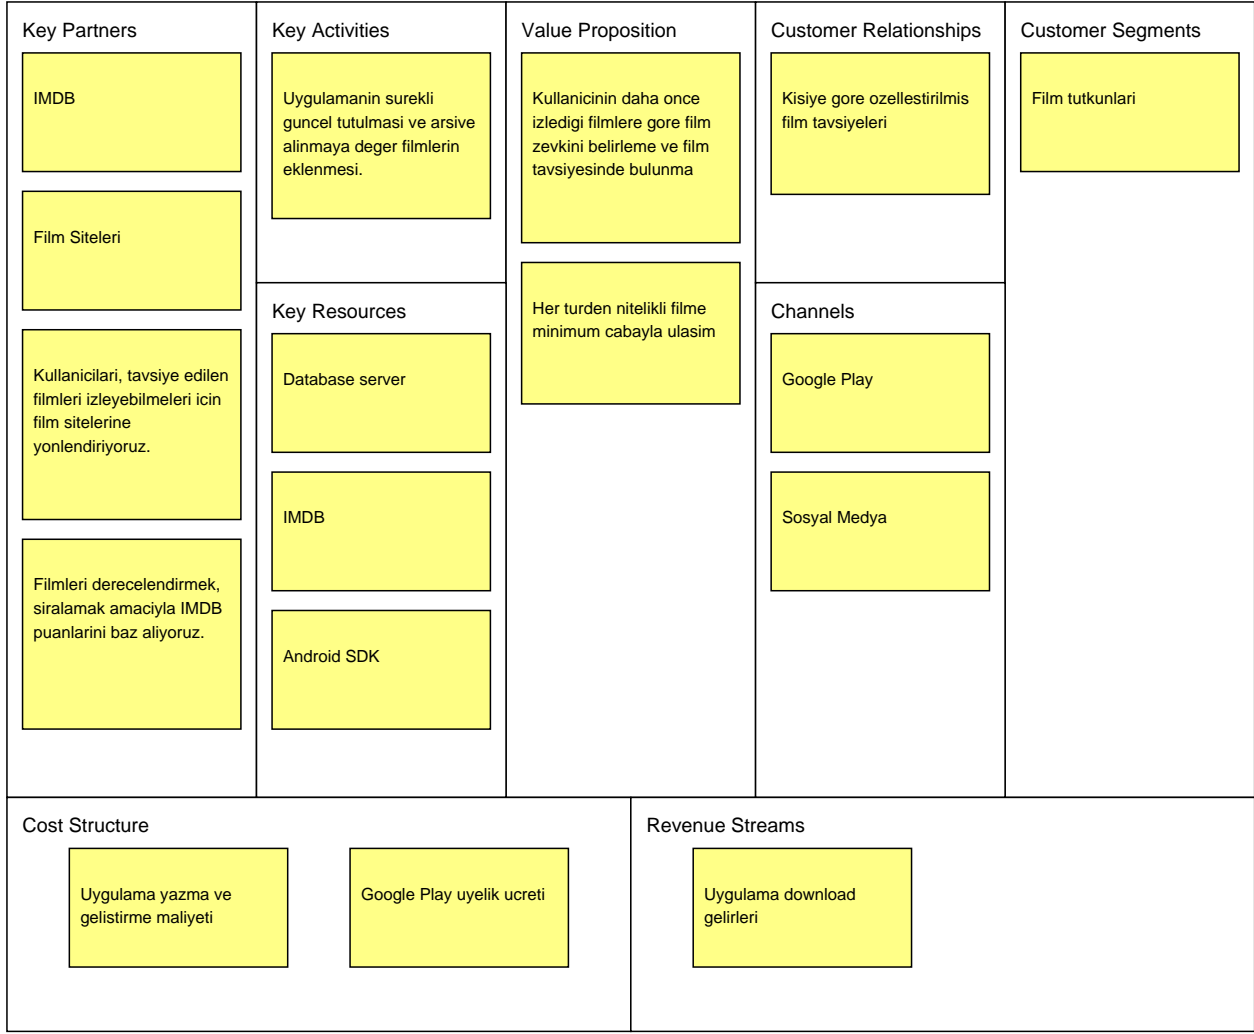 Key Partners
IMDB
Film Siteleri
Kullanicilari, tavsiye edilen
filmleri izleyebilmeleri icin
film sitelerine
yonlendiriyoruz.
Filmleri derecelendirmek,
siralamak amaciyla IMDB
puanlarini baz aliyoruz.
Key Activities
Uygulamanin surekli
guncel tutulmasi ve arsive
alinmaya deger filmlerin
eklenmesi.
Key Resources
Database server
IMDB
Android SDK
Value Proposition
Kullanicinin daha once
izledigi filmlere gore film
zevkini belirleme ve film
tavsiyesinde bulunma
Her turden nitelikli filme
minimum cabayla ulasim
Customer Relationships
Kisiye gore ozellestirilmis
film tavsiyeleri
Channels
Google Play
Sosyal Medya
Customer Segments
Film tutkunlari
Cost Structure
Uygulama yazma ve
gelistirme maliyeti
Google Play uyelik ucreti
Revenue Streams
Uygulama download
gelirleri